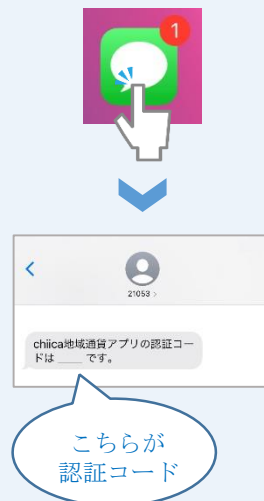 1
21053 >
chiica地域通貨アプリの認証コー
ドは ____ です。
こちらが
認証コード